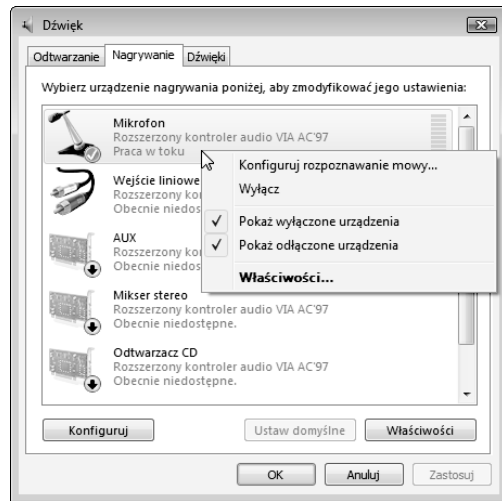 Dźwięk
Odtwarzanie Nagrywanie Dźwięki
Wybierz urządzenie nagrywania poniżej, aby zmodyfikować jego ustawienia:
Mikrofon
Rozszerzony kontroler audio VIA AC'97
Praca w toku
Konfiguruj rozpoznawanie mowy...
Wyłącz
Pokaż wyłączone urządzenia
Pokaż odłączone urządzenia
Właściwości...
Wejście liniowe
Rozszerzony ko
Obecnie niedos
AUX
Rozszerzony ko
Obecnie niedos
Mikser stereo
Rozszerzony kontroler audio VIA AC'97
Obecnie niedostępne.
Odtwarzacz CD
Rozszerzony kontroler audio VIA AC'97
Obecnie niedostępne.
Konfiguruj Ustaw domyślne Właściwości
OK Anuluj Zastosuj